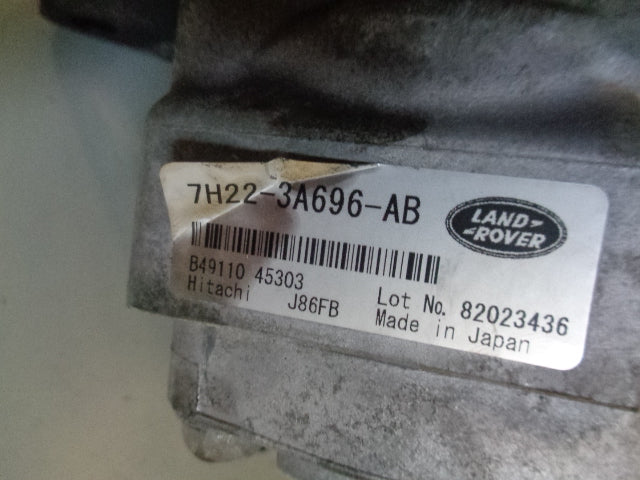 7H22-3A696-AB
LAND
ROVER
B49110 45303
Hitachi J86FB
Lot No. 82023436
Made in Japan